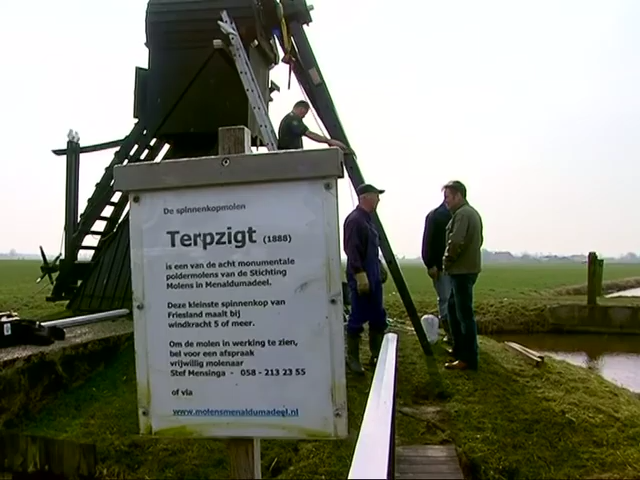 De spinnenkopmolen
Terpzigt (1888)
is een van de acht monumentale
poldermolens van de Stichting
Molens in Menaldumadeel.
Deze kleinste spinnenkop van
Friesland maalt bij
windkracht 5 of meer.
Om de molen in werking te zien,
bel voor een afspraak
vrijwillig molenaar
Stef Mensinga - 058 - 213 23 55
of via
www.molensmenaldumadeel.nl